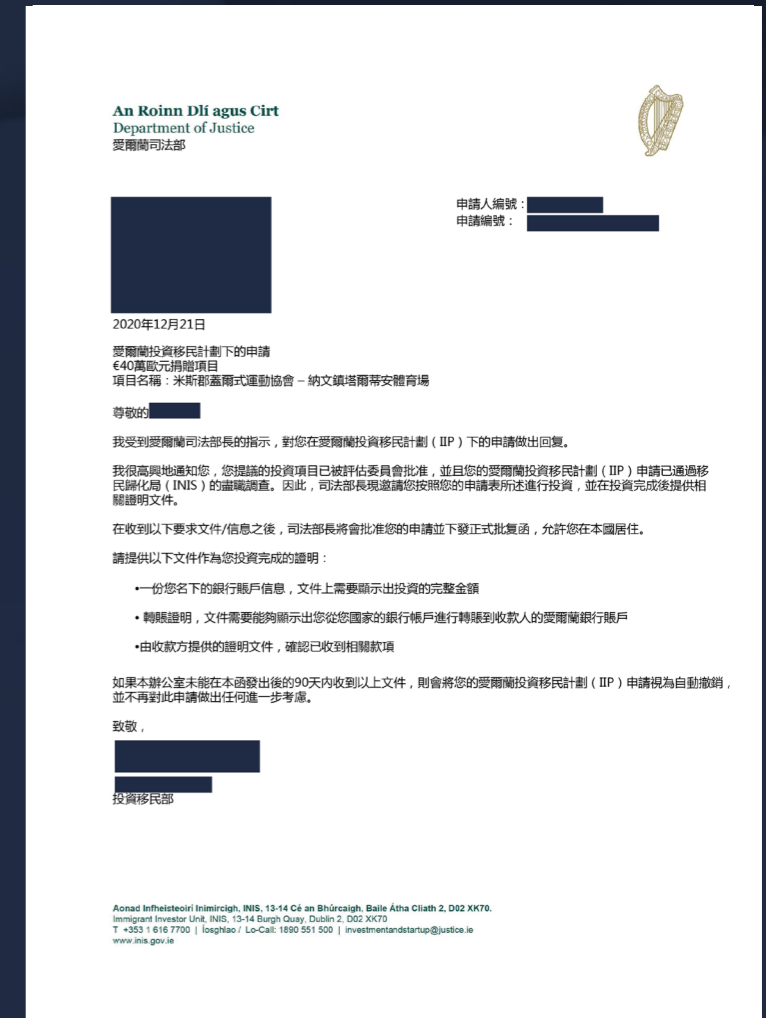 An Roinn Dlí agus Cirt
Department of Justice
愛爾蘭司法部
申請人編號：
申請編號：
2020年12月21日
愛爾蘭投資移民計劃下的申請
€40萬歐元捐贈項目
項目名稱：米斯郡蓋爾式運動協會 – 納文鎮塔爾蒂安體育場
尊敬的
我受到愛爾蘭司法部長的指示，對您在愛爾蘭投資移民計劃（IIP）下的申請做出回復。
我很高興地通知您，您提議的投資項目已被評估委員會批准，並且您的愛爾蘭投資移民計劃（IIP）申請已通過移
民歸化局（INIS）的盡職調查。因此，司法部長現邀請您按照您的申請表所述進行投資，並在投資完成後提供相
關證明文件。
在收到以下要求文件/信息之後，司法部長將會批准您的申請並下發正式批复函，允許您在本國居住。
請提供以下文件作為您投資完成的證明：
•一份您名下的銀行賬戶信息，文件上需要顯示出投資的完整金額
• 轉賬證明，文件需要能夠顯示出您從您國家的銀行帳戶進行轉賬到收款人的愛爾蘭銀行賬戶
•由收款方提供的證明文件，確認已收到相關款項
如果本辦公室未能在本函發出後的90天內收到以上文件，則會將您的愛爾蘭投資移民計劃（IIP）申請視為自動撤銷，
並不再對此申請做出任何進一步考慮。
致敬，
投資移民部
Aonad Infheisteoirí Inimircigh, INIS, 13-14 Cé an Bhúrcaigh, Baile Átha Cliath 2, D02 XK70.
Immigrant Investor Unit, INIS, 13-14 Burgh Quay, Dublin 2, D02 XK70
T +353 1 616 7700 | Íosghlao / Lo-Call: 1890 551 500 | investmentandstartup@justice.ie
www.inis.gov.ie